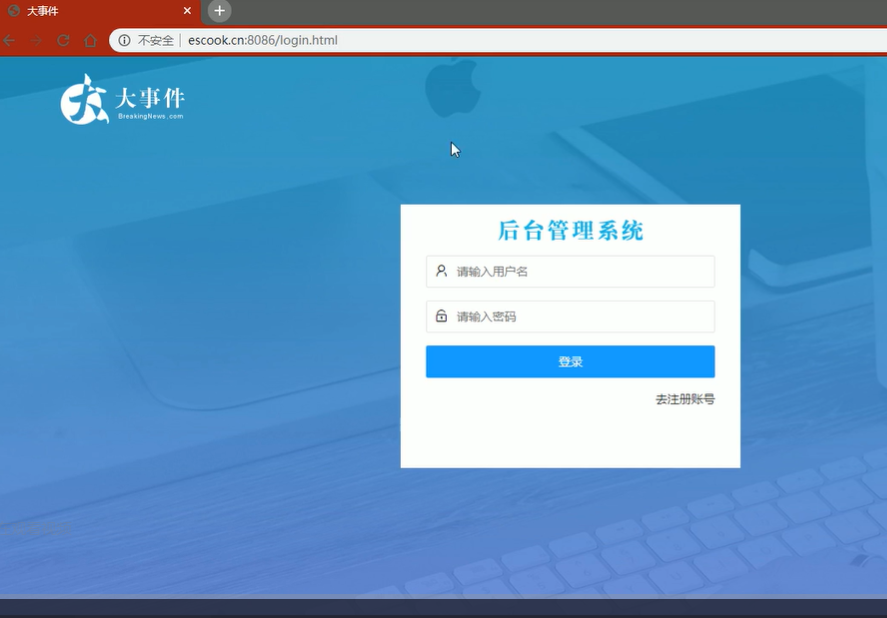 大事件
不安全 | escook.cn:8086/login.html
大事件
BreakingNews.com
后台管理系统
请输入用户名
请输入密码
登录
去注册账号